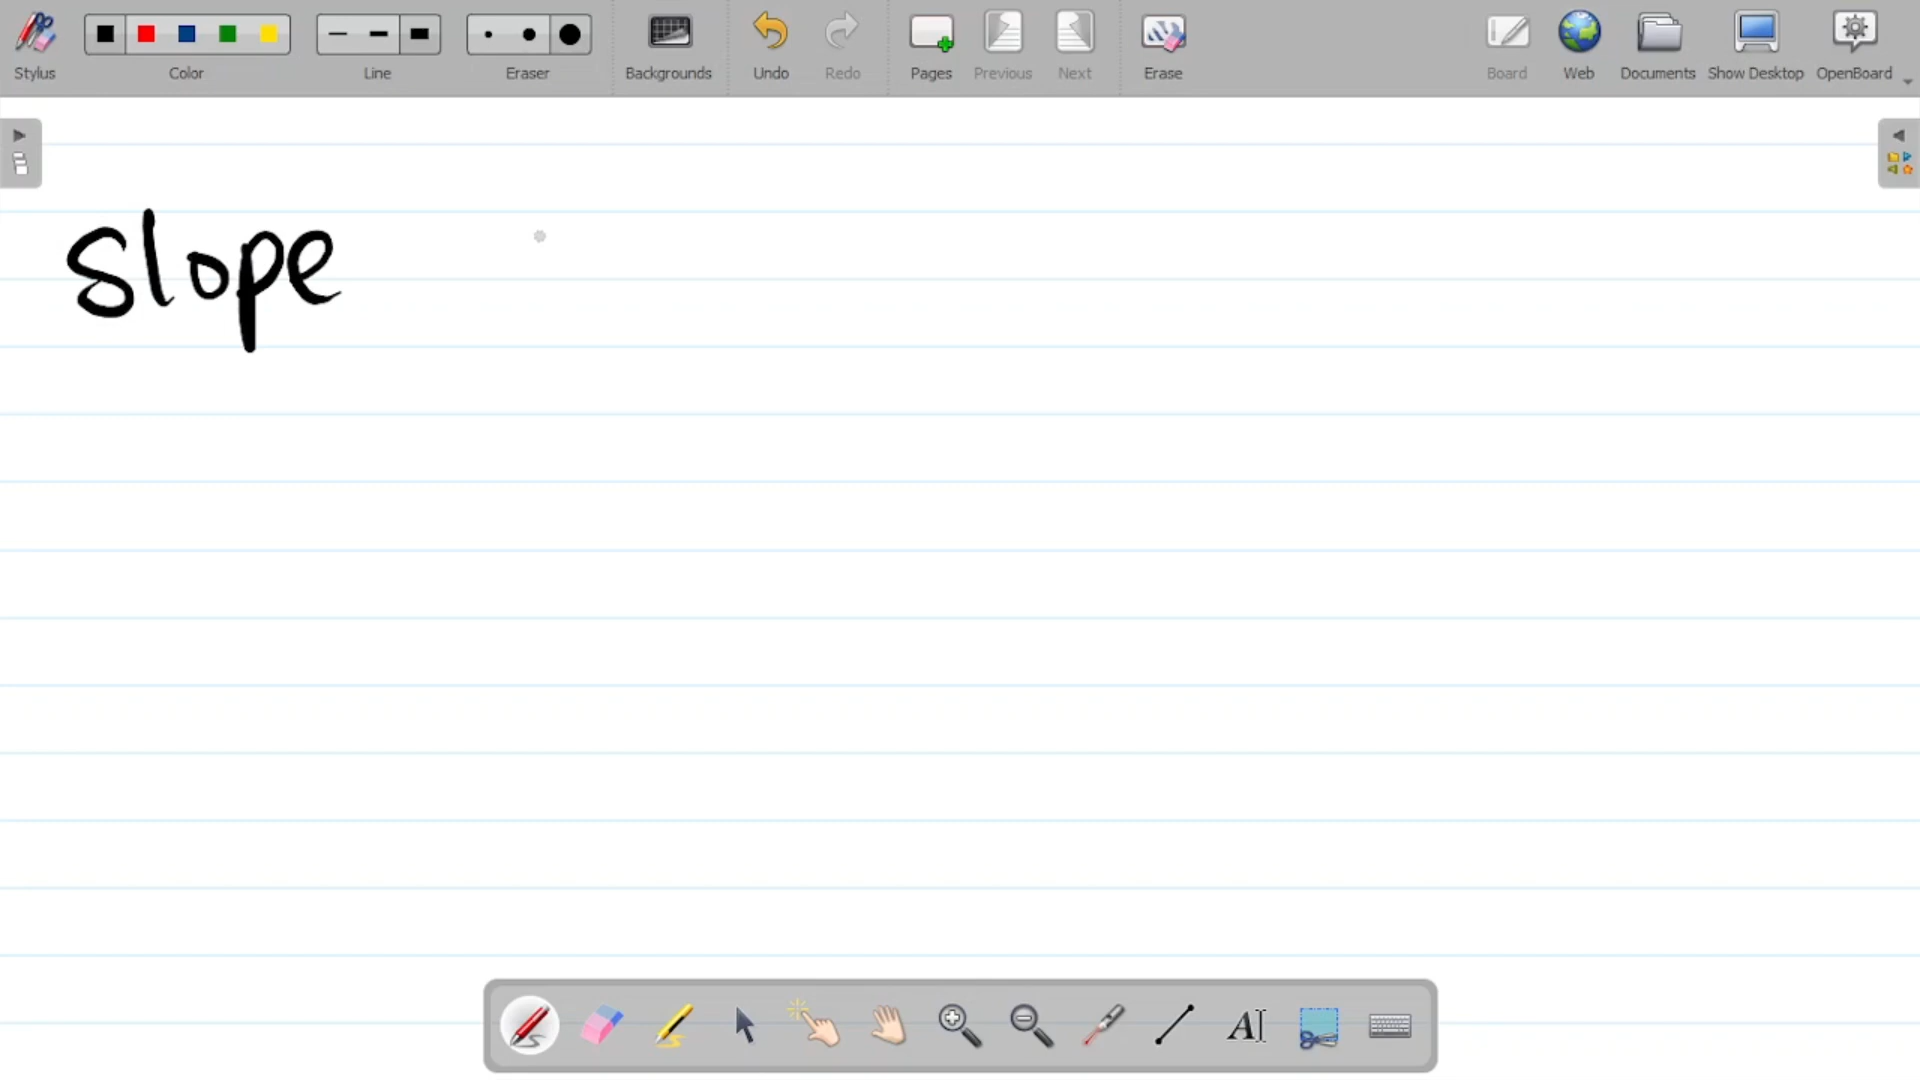 Stylus Color Line Eraser Backgrounds Undo Redo Pages Previous Next Erase Board Web Documents Show Desktop OpenBoard
Slope
A